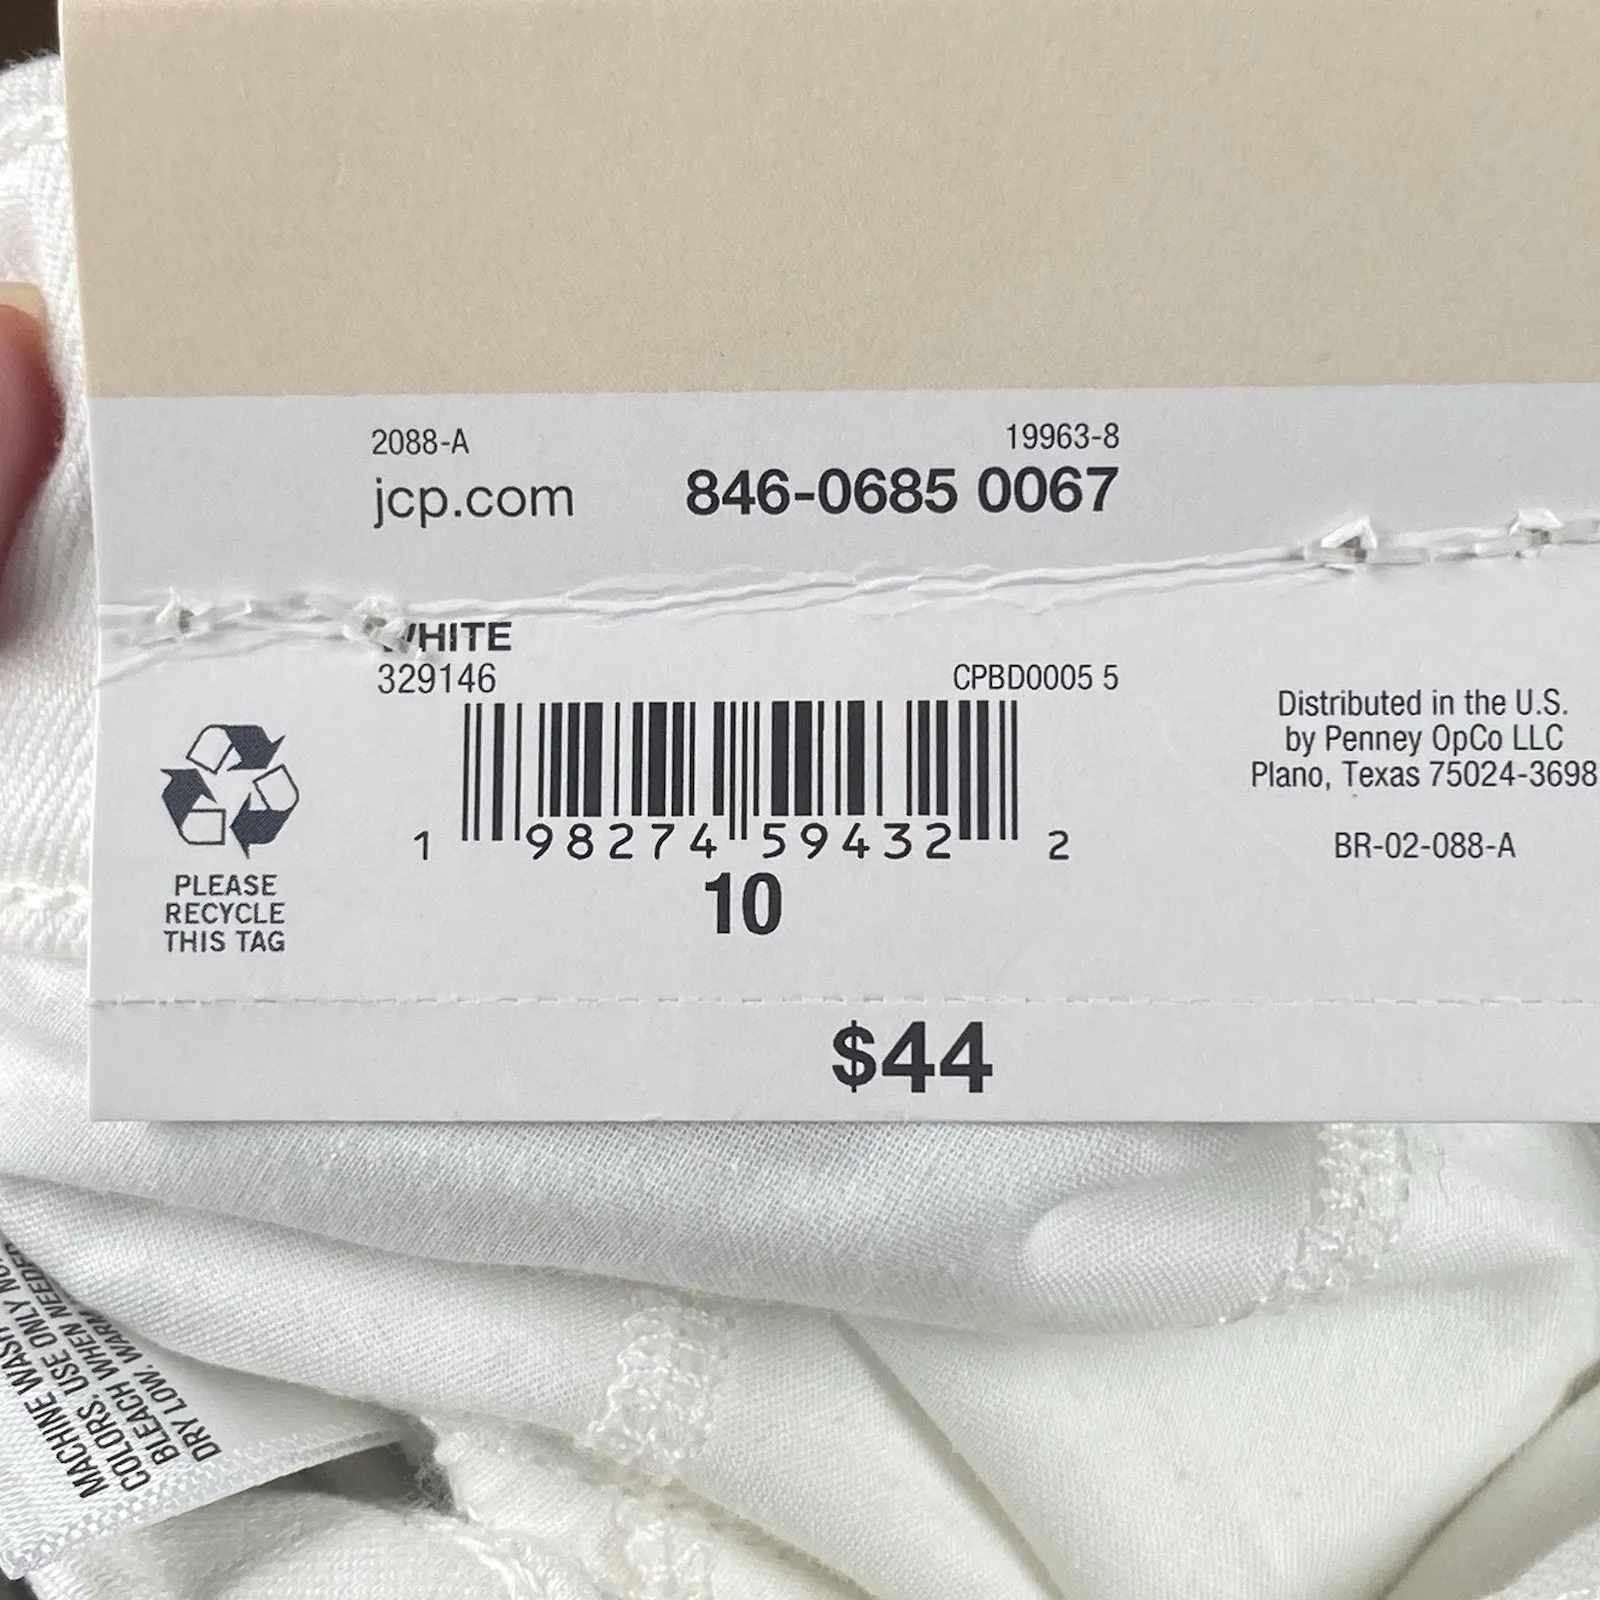 2088-A 19963-8
jcp.com 846-0685 0067
WHITE
329146 CPBD0005 5
1 98274 59432 2
10
PLEASE
RECYCLE
THIS TAG
Distributed in the U.S.
by Penney OpCo LLC
Plano, Texas 75024-3698
BR-02-088-A
$44
MACHINE WASH
COLORS. USE ONLY
BLEACH WHEN NEEDED
DRY LOW. WARM